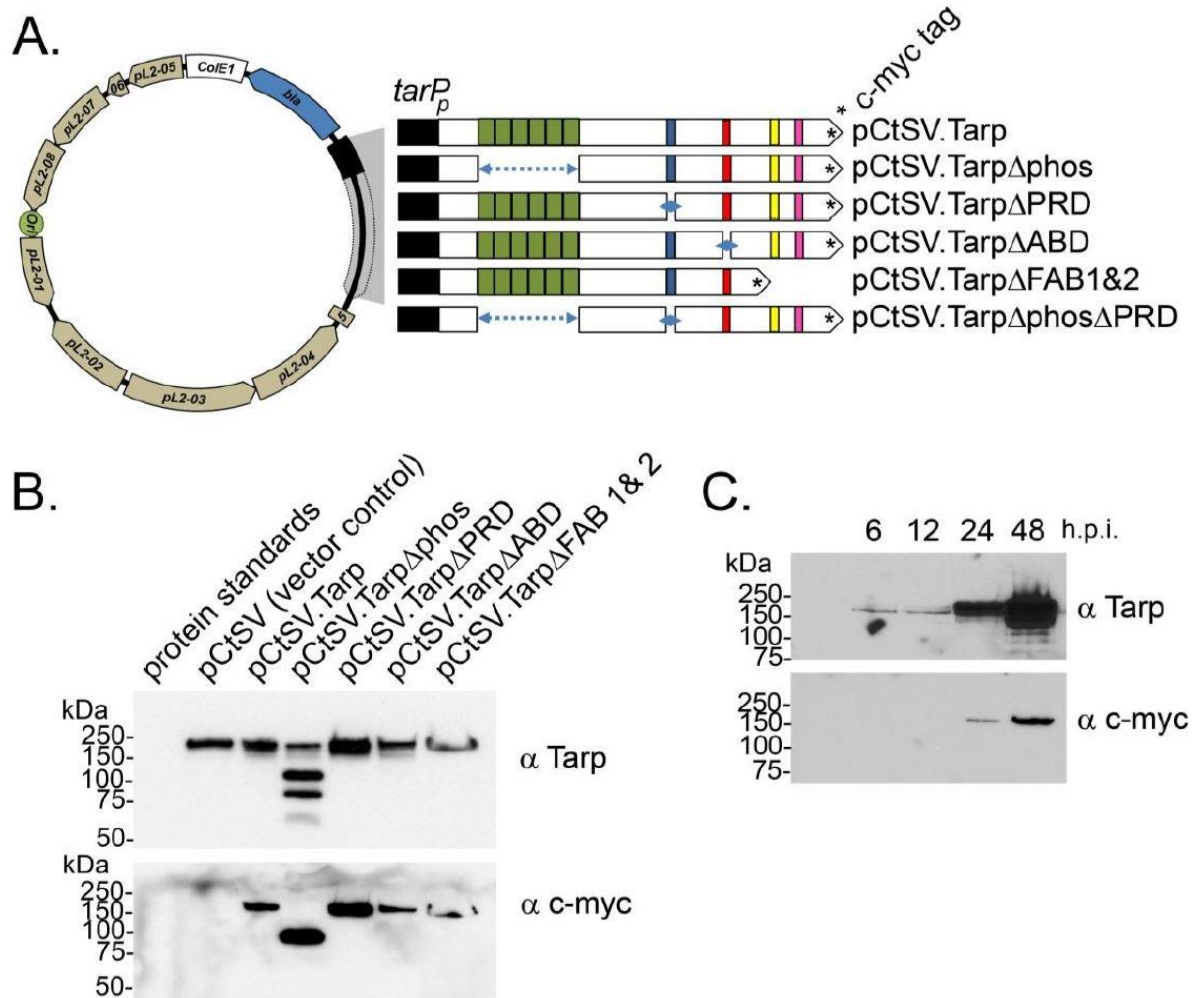 A.
ColE1
bla
pL2-05
06
pL2-07
pL2-08
Ori
pL2-01
pL2-02
pL2-03
pL2-04
5
tarPp
* c-myc tag
* pCtSV.Tarp
* pCtSV.TarpΔphos
* pCtSV.TarpΔPRD
* pCtSV.TarpΔABD
* pCtSV.TarpΔFAB1&2
* pCtSV.TarpΔphosΔPRD
B.
protein standards
pCtSV (vector control)
pCtSV.Tarp
pCtSV.TarpΔphos
pCtSV.TarpΔPRD
pCtSV.TarpΔABD
pCtSV.TarpΔFAB 1& 2
kDa
250-
150-
100-
75-
50-
α Tarp
kDa
250-
150-
100-
75-
50-
α c-myc
C.
6 12 24 48 h.p.i.
kDa
250-
150-
100-
75-
α Tarp
250-
150-
100-
75-
α c-myc